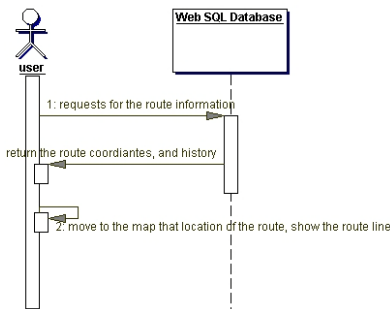 Web SQL Database
user
1: requests for the route information
return the route coordiantes, and history
2: move to the map that location of the route, show the route line